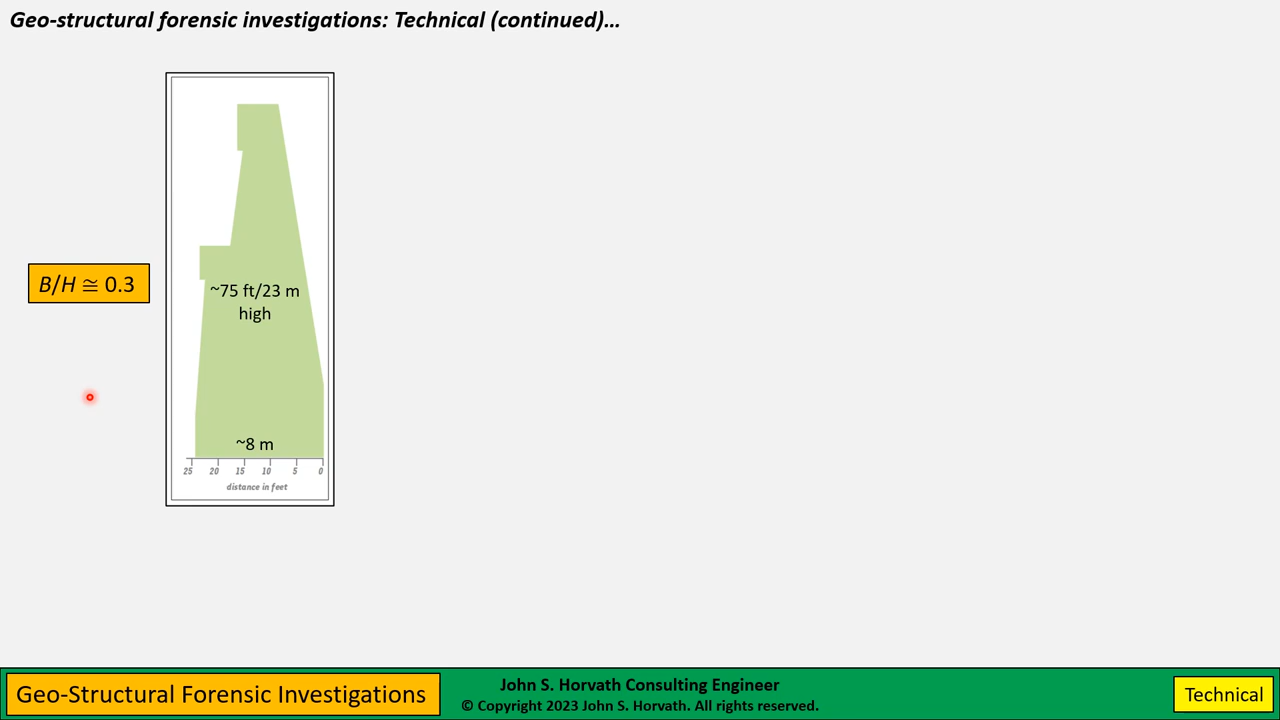 Geo-structural forensic investigations: Technical (continued)…
B/H ≅ 0.3
~75 ft/23 m
high
~8 m
25 20 15 10 5 0
distance in feet
Geo-Structural Forensic Investigations
John S. Horvath Consulting Engineer
© Copyright 2023 John S. Horvath. All rights reserved.
Technical